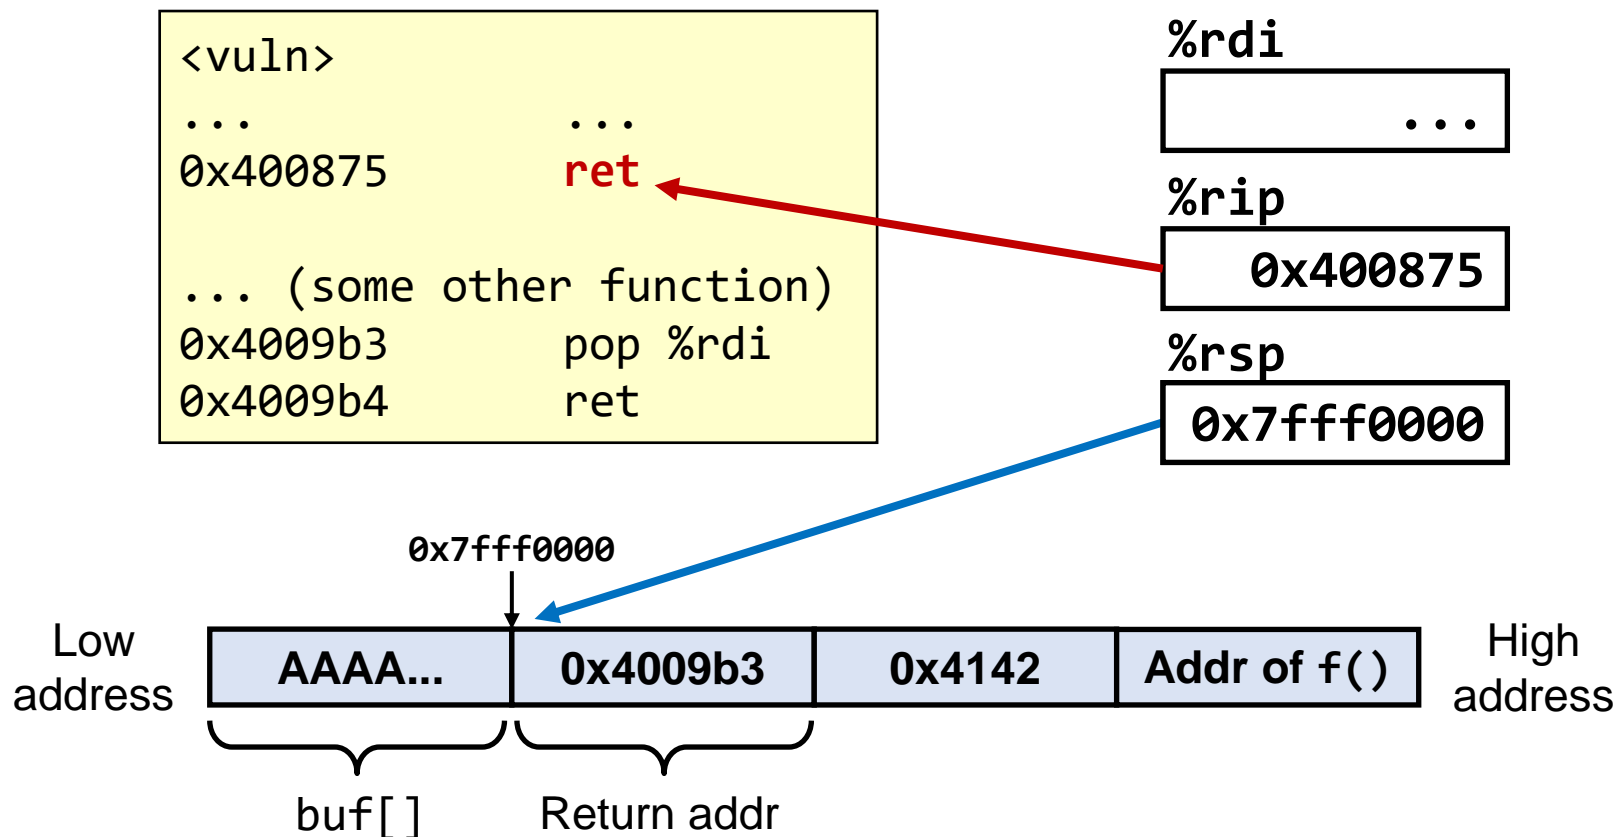 <vuln>
... ...
0x400875 ret
... (some other function)
0x4009b3 pop %rdi
0x4009b4 ret
%rdi
...
%rip
0x400875
%rsp
0x7fff0000
0x7fff0000
Low address
AAAA...
0x4009b3
0x4142
Addr of f()
High address
buf[]
Return addr